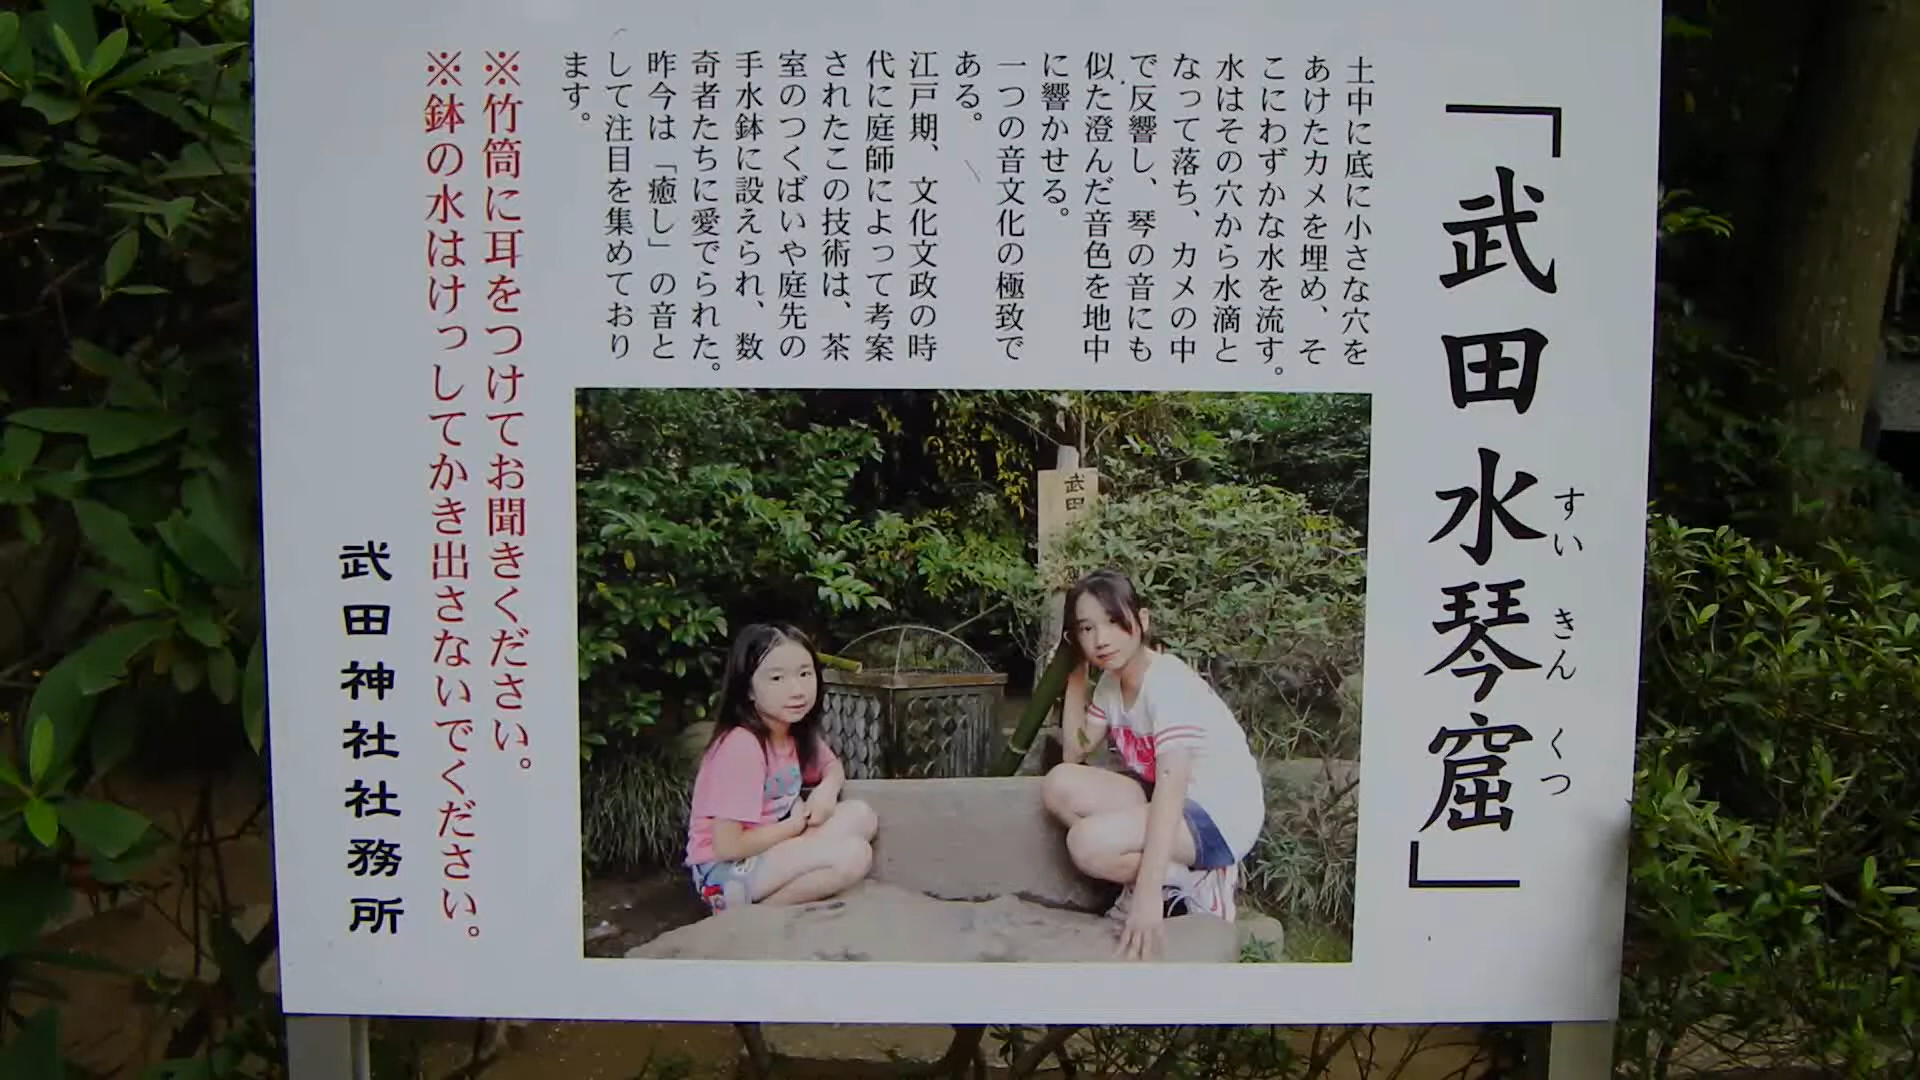 「武田水琴窟」
すいきんくつ
土中に底に小さな穴を
あけたカメを埋め、そ
こにわずかな水を流す。
水はその穴から水滴と
なって落ち、カメの中
で反響し、琴の音にも
似た澄んだ音色を地中
に響かせる。
一つの音文化の極致で
ある。
江戸期、文化文政の時
代に庭師によって考案
されたこの技術は、茶
室のつくばいや庭先の
手水鉢に設えられ、数
奇者たちに愛でられた。
昨今は「癒し」の音と
して注目を集めており
ます。
※竹筒に耳をつけてお聞きください。
※鉢の水はけっしてかき出さないでください。
武田神社社務所
武田